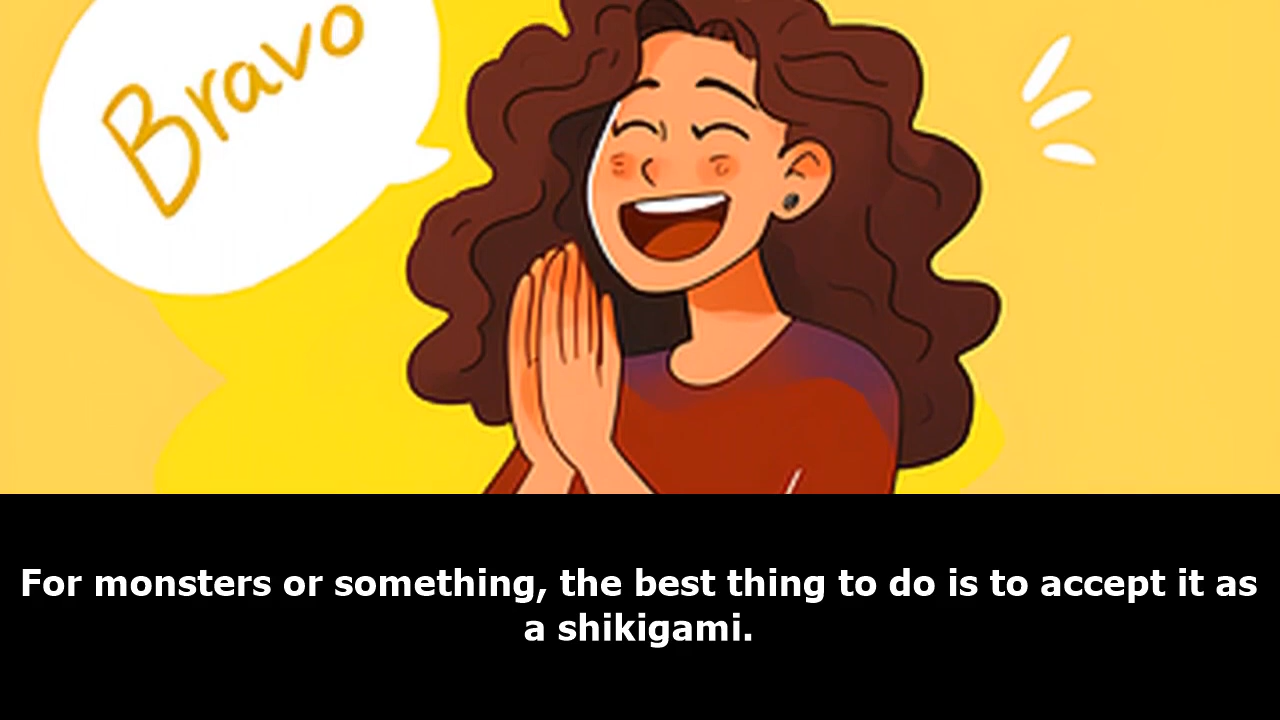 Bravo
For monsters or something, the best thing to do is to accept it as
a shikigami.